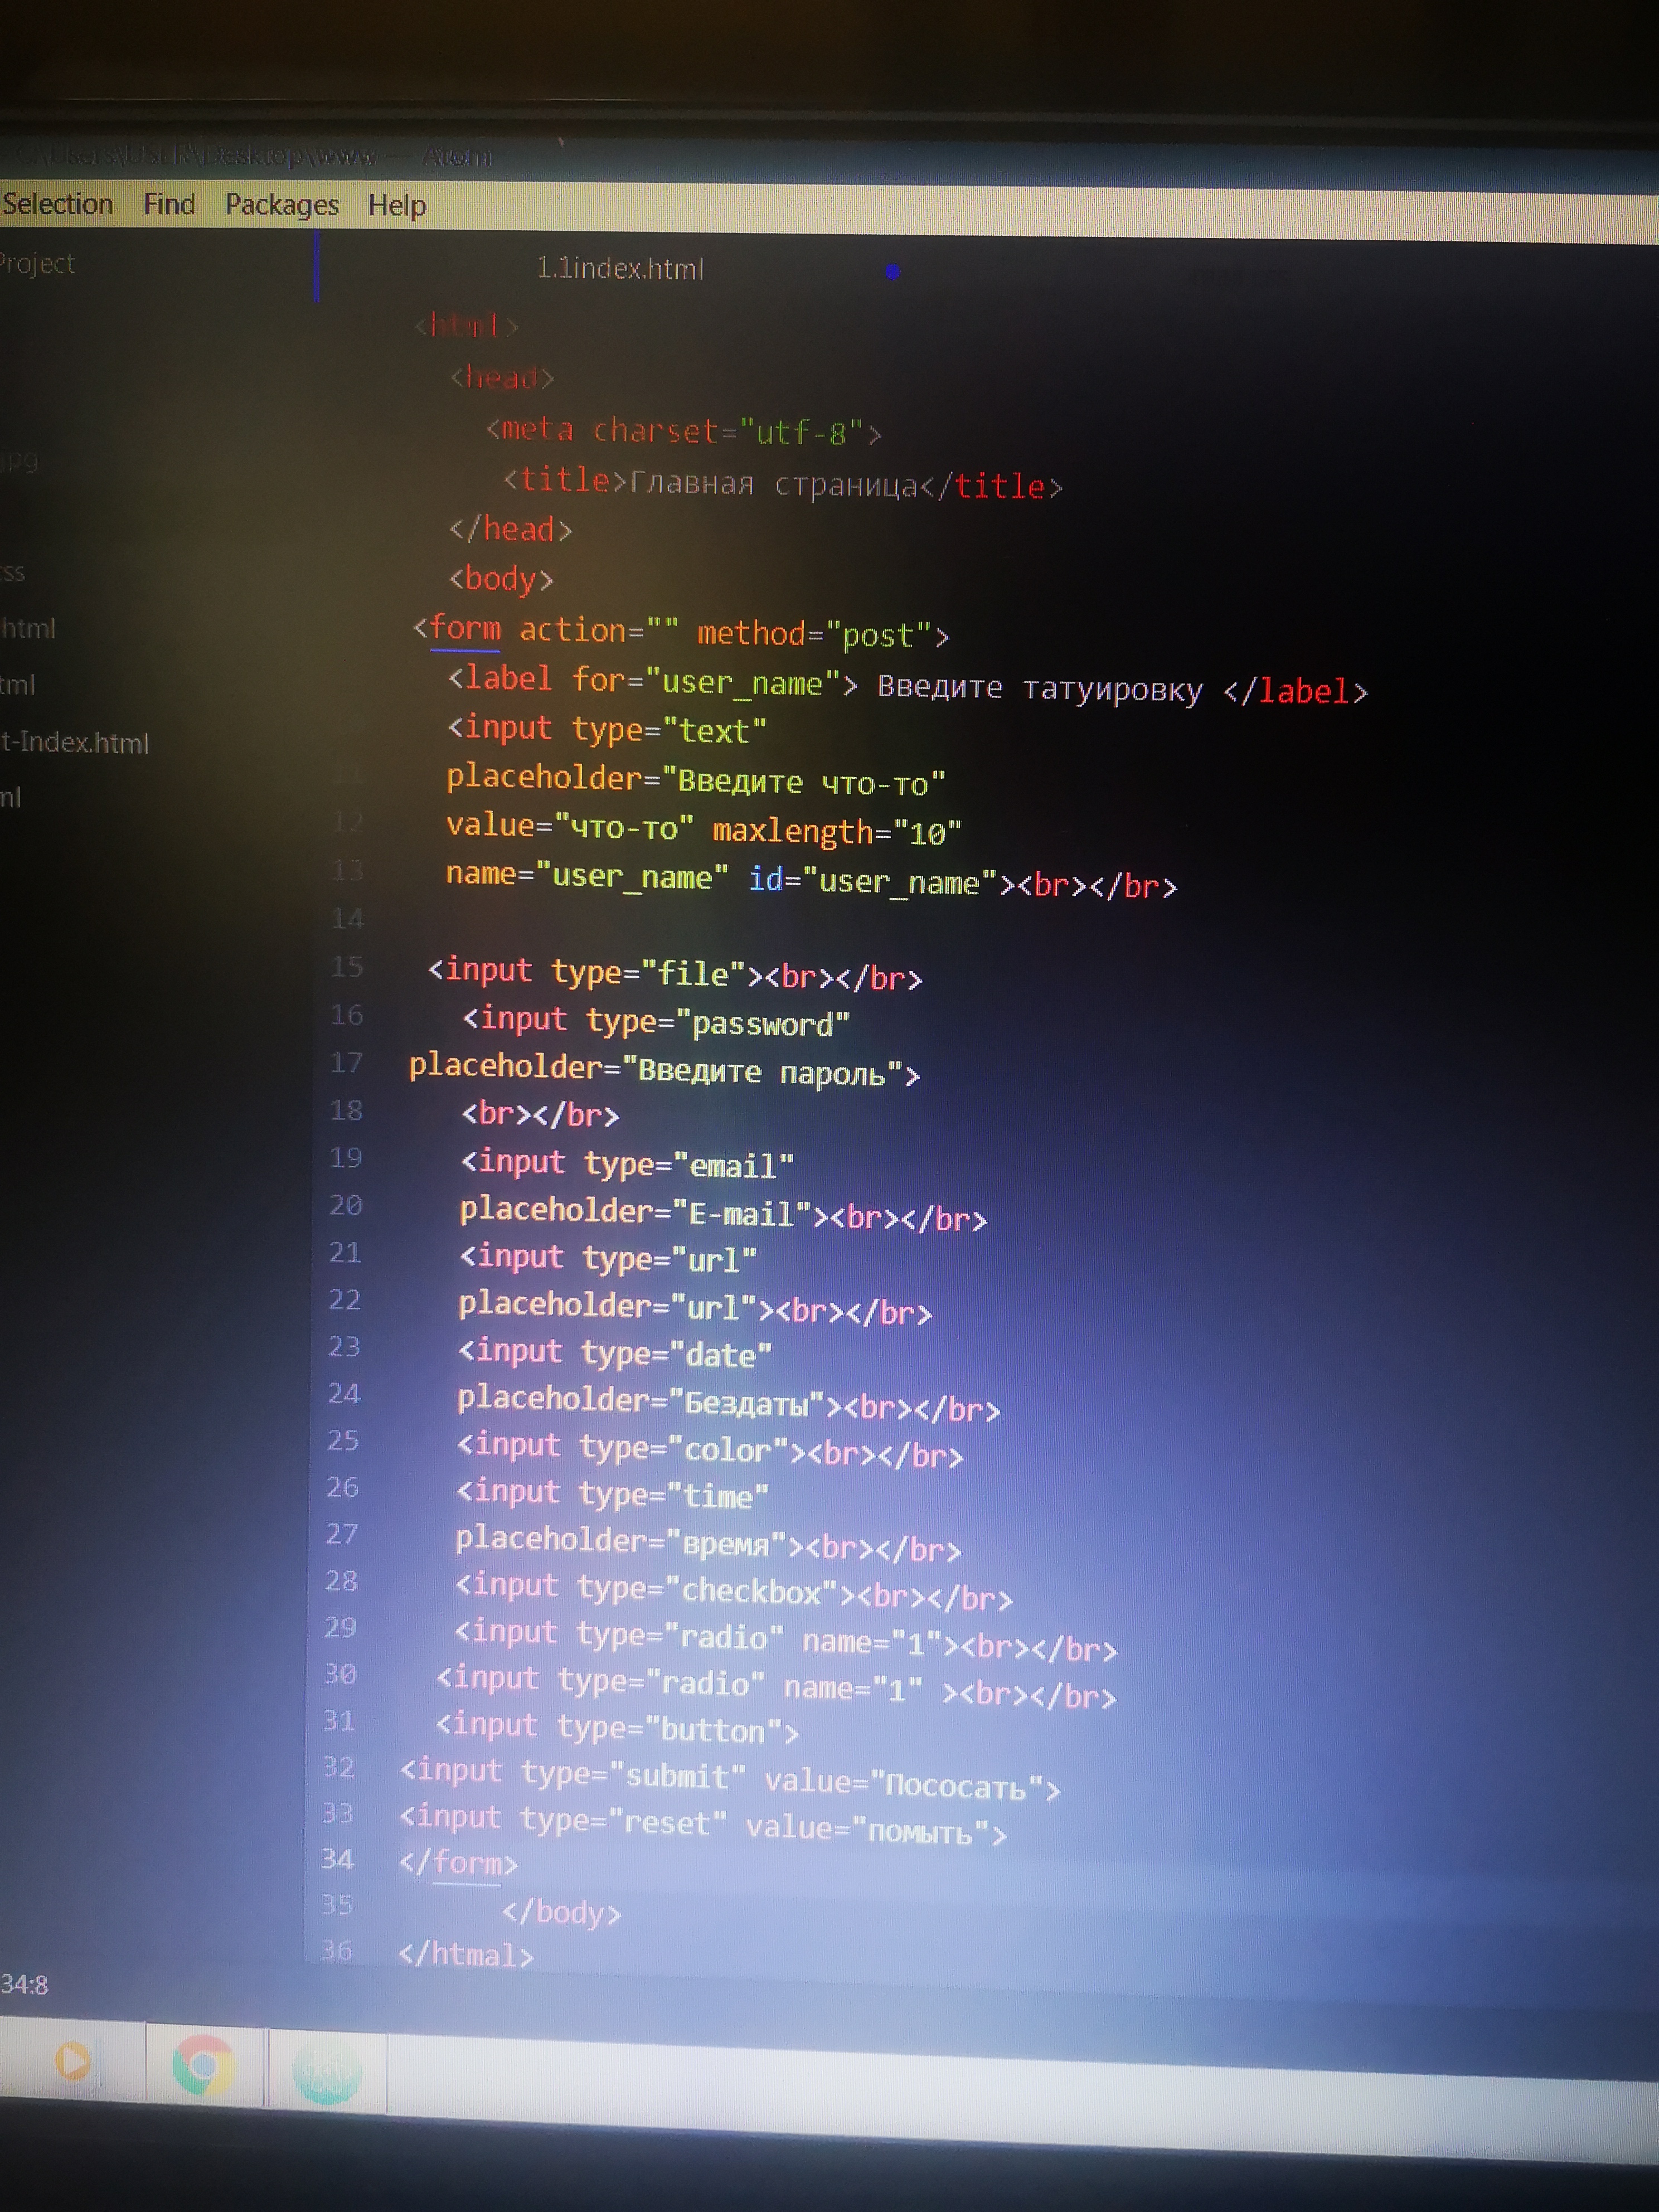 C:\Users\USER\Desktop\www — Atom
Selection Find Packages Help
Project
1.1index.html
jpg
ss
html
tml
t-Index.html
ml
<html>
<head>
<meta charset="utf-8">
<title>Главная страница</title>
</head>
<body>
<form action="" method="post">
<label for="user_name"> Введите татуировку </label>
<input type="text"
placeholder="Введите что-то"
12 value="что-то" maxlength="10"
13 name="user_name" id="user_name"><br></br>
14
15 <input type="file"><br></br>
16 <input type="password"
17 placeholder="Введите пароль">
18 <br></br>
19 <input type="email"
20 placeholder="E-mail"><br></br>
21 <input type="url"
22 placeholder="url"><br></br>
23 <input type="date"
24 placeholder="Бездаты"><br></br>
25 <input type="color"><br></br>
26 <input type="time"
27 placeholder="время"><br></br>
28 <input type="checkbox"><br></br>
29 <input type="radio" name="1"><br></br>
30 <input type="radio" name="1" ><br></br>
31 <input type="button">
32 <input type="submit" value="Пососать">
33 <input type="reset" value="помыть">
34 </form>
35 </body>
36 </htmal>
34:8